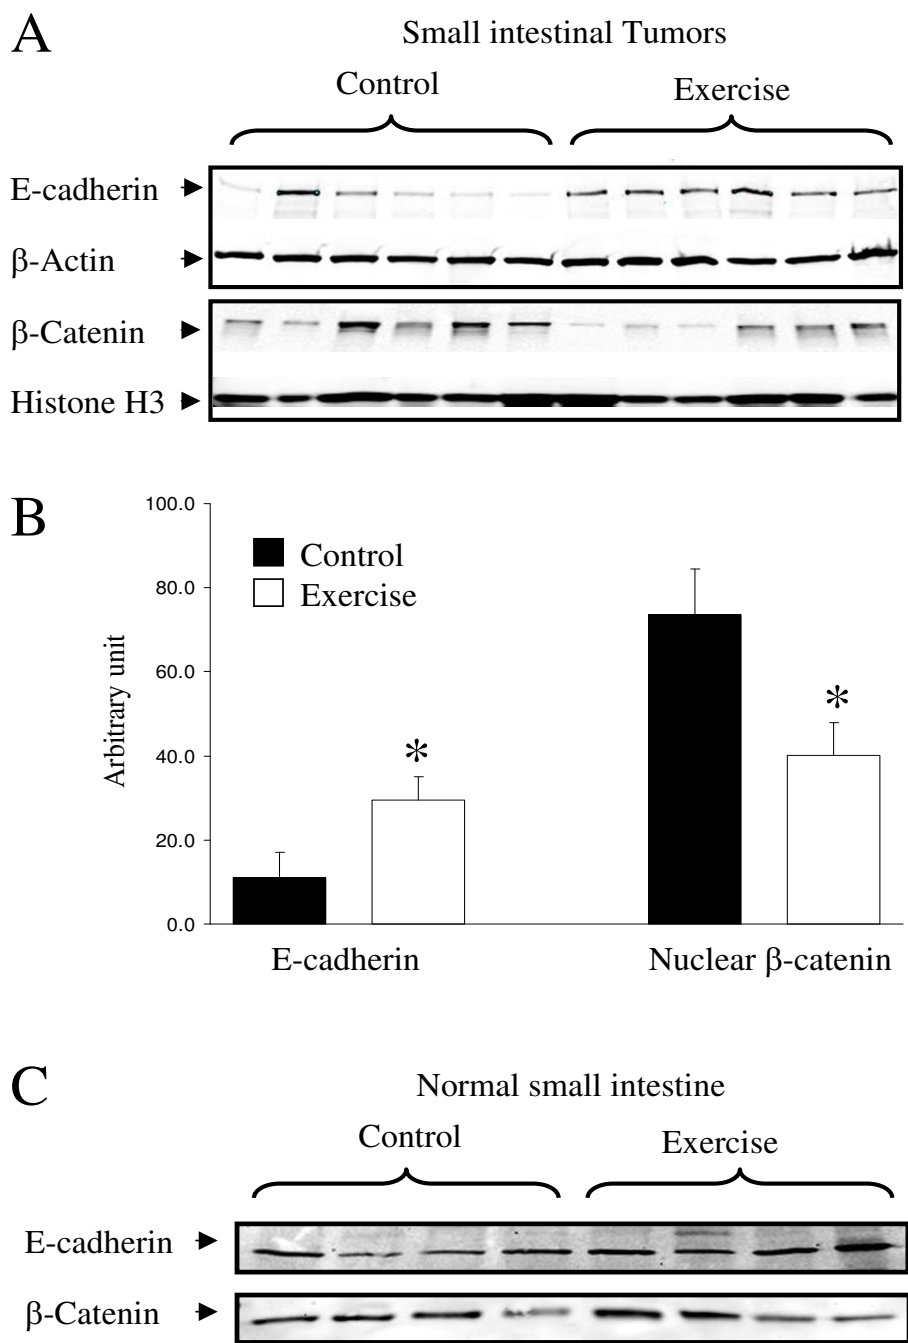 A
Small intestinal Tumors
Control
Exercise
E-cadherin
β-Actin
β-Catenin
Histone H3
B
100.0
80.0
60.0
40.0
20.0
0.0
Arbitrary unit
Control
Exercise
*
*
E-cadherin
Nuclear β-catenin
C
Normal small intestine
Control
Exercise
E-cadherin
β-Catenin